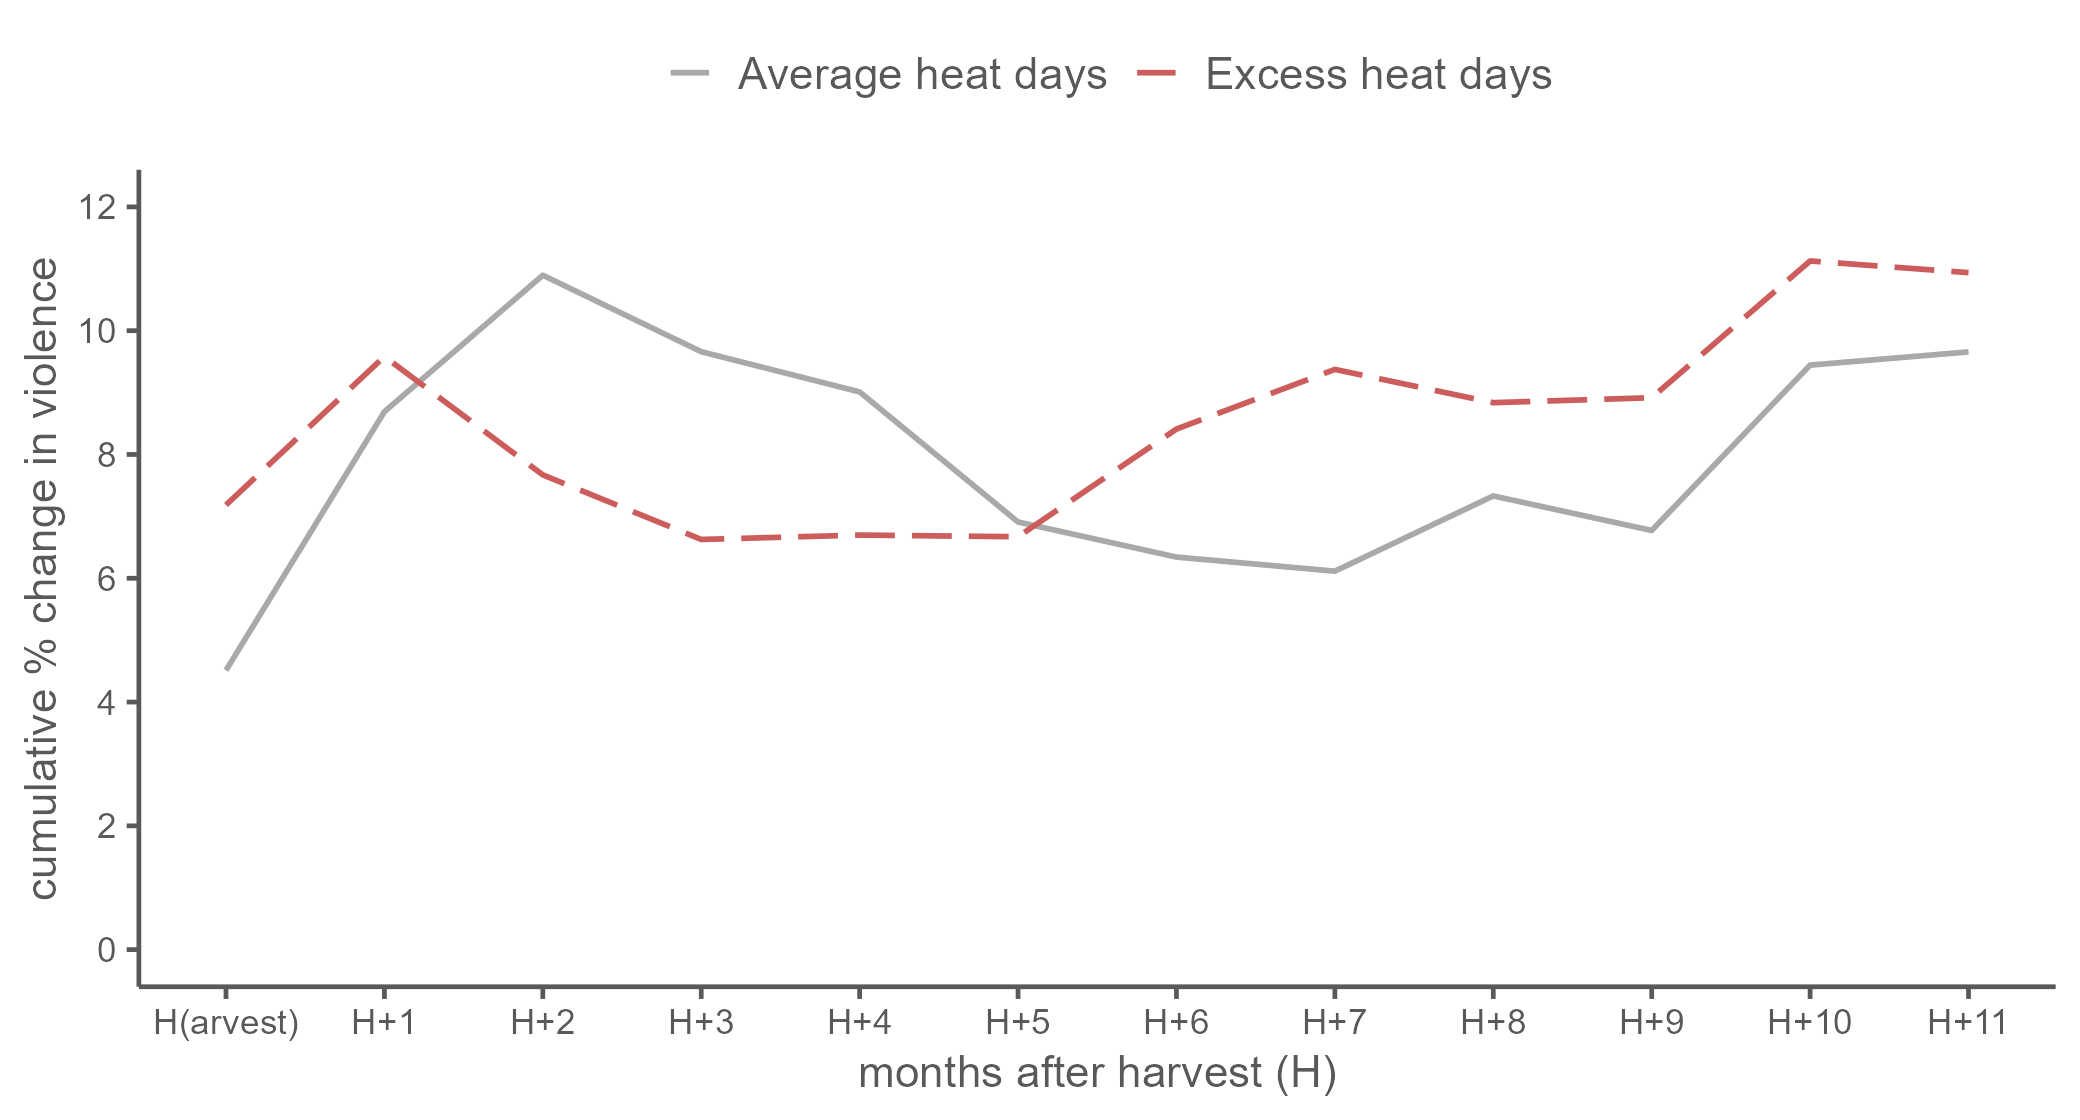 Average heat days Excess heat days
cumulative % change in violence
12
10
8
6
4
2
0
H(arvest) H+1 H+2 H+3 H+4 H+5 H+6 H+7 H+8 H+9 H+10 H+11
months after harvest (H)